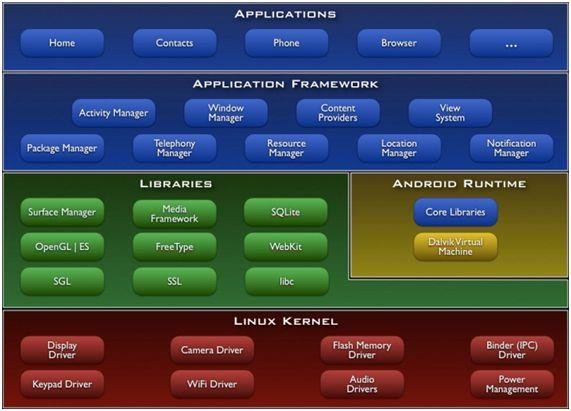 APPLICATIONS
Home
Contacts
Phone
Browser
...
APPLICATION FRAMEWORK
Activity Manager
Window
Manager
Content
Providers
View
System
Package Manager
Telephony
Manager
Resource
Manager
Location
Manager
Notification
Manager
LIBRARIES
Surface Manager
Media
Framework
SQLite
OpenGL | ES
FreeType
WebKit
SGL
SSL
libc
ANDROID RUNTIME
Core Libraries
Dalvik Virtual
Machine
LINUX KERNEL
Display
Driver
Camera Driver
Flash Memory
Driver
Binder (IPC)
Driver
Keypad Driver
WiFi Driver
Audio
Drivers
Power
Management